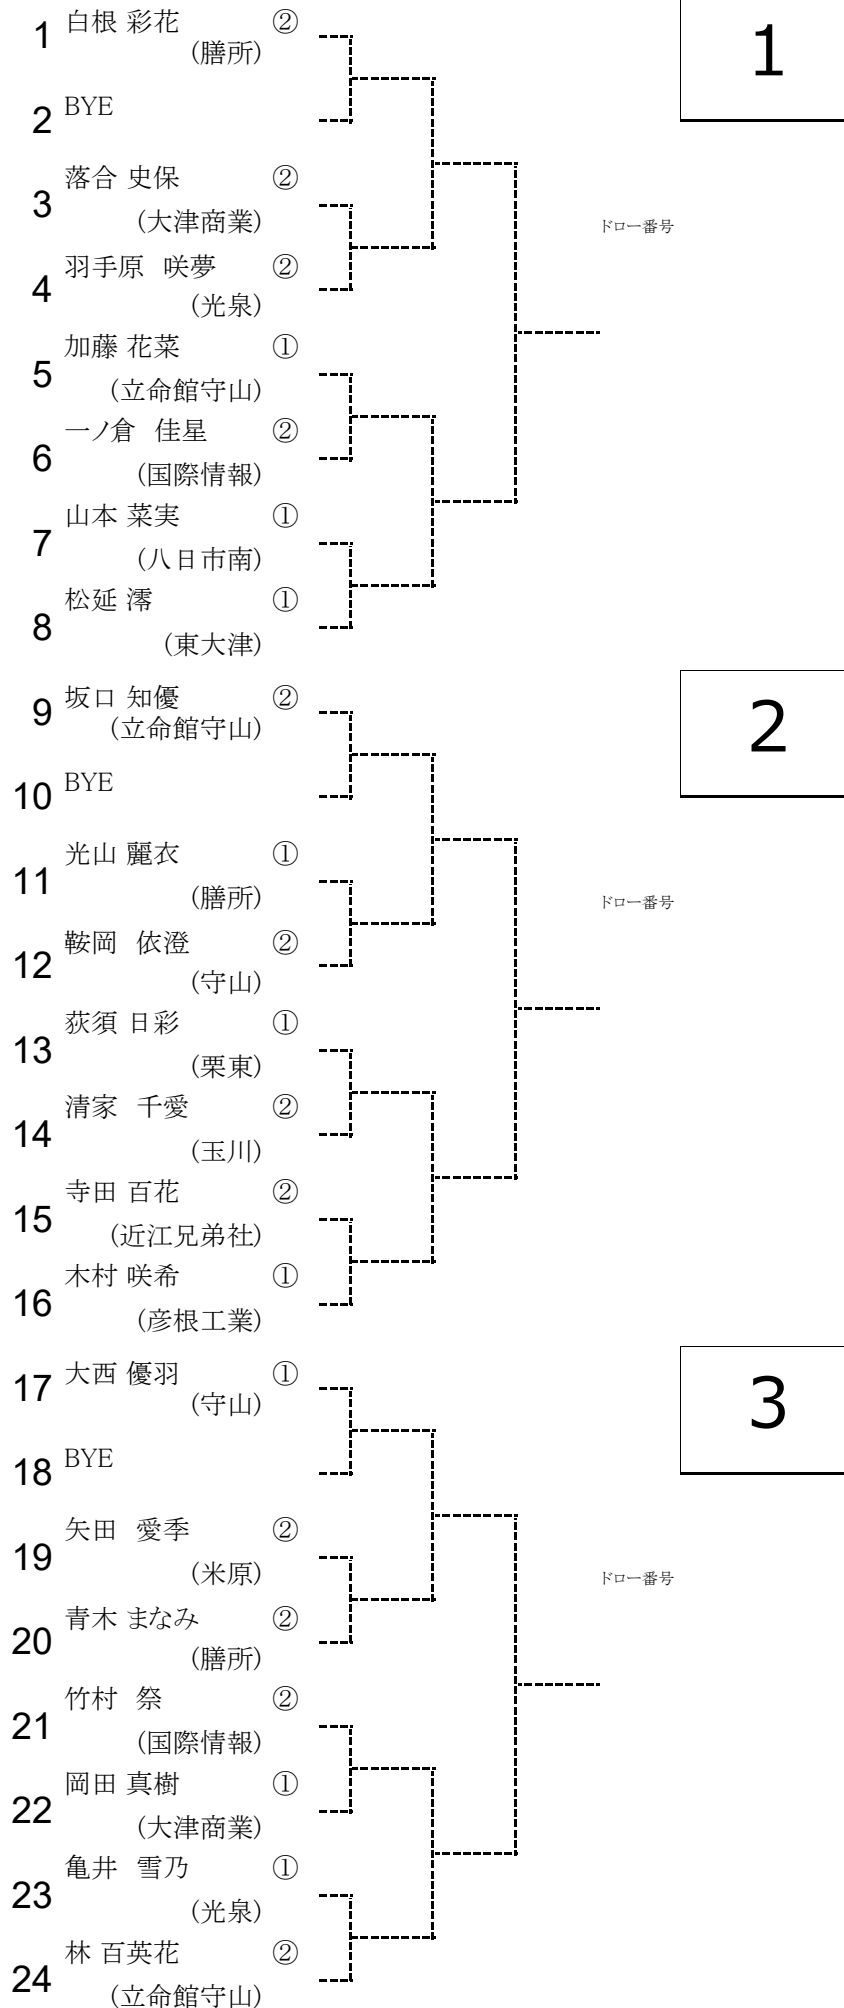 1 白根 彩花 ②
(膳所)
1
2 BYE
3 落合 史保 ②
(大津商業)
ドロー番号
4 羽手原 咲夢 ②
(光泉)
5 加藤 花菜 ①
(立命館守山)
6 一ノ倉 佳星 ②
(国際情報)
7 山本 菜実 ①
(八日市南)
8 松延 澪 ①
(東大津)
9 坂口 知優 ②
(立命館守山)
2
10 BYE
11 光山 麗衣 ①
(膳所)
ドロー番号
12 鞍岡 依澄 ②
(守山)
13 荻須 日彩 ①
(栗東)
14 清家 千愛 ②
(玉川)
15 寺田 百花 ②
(近江兄弟社)
16 木村 咲希 ①
(彦根工業)
17 大西 優羽 ①
(守山)
3
18 BYE
19 矢田 愛季 ②
(米原)
ドロー番号
20 青木 まなみ ②
(膳所)
21 竹村 祭 ②
(国際情報)
22 岡田 真樹 ①
(大津商業)
23 亀井 雪乃 ①
(光泉)
24 林 百英花 ②
(立命館守山)